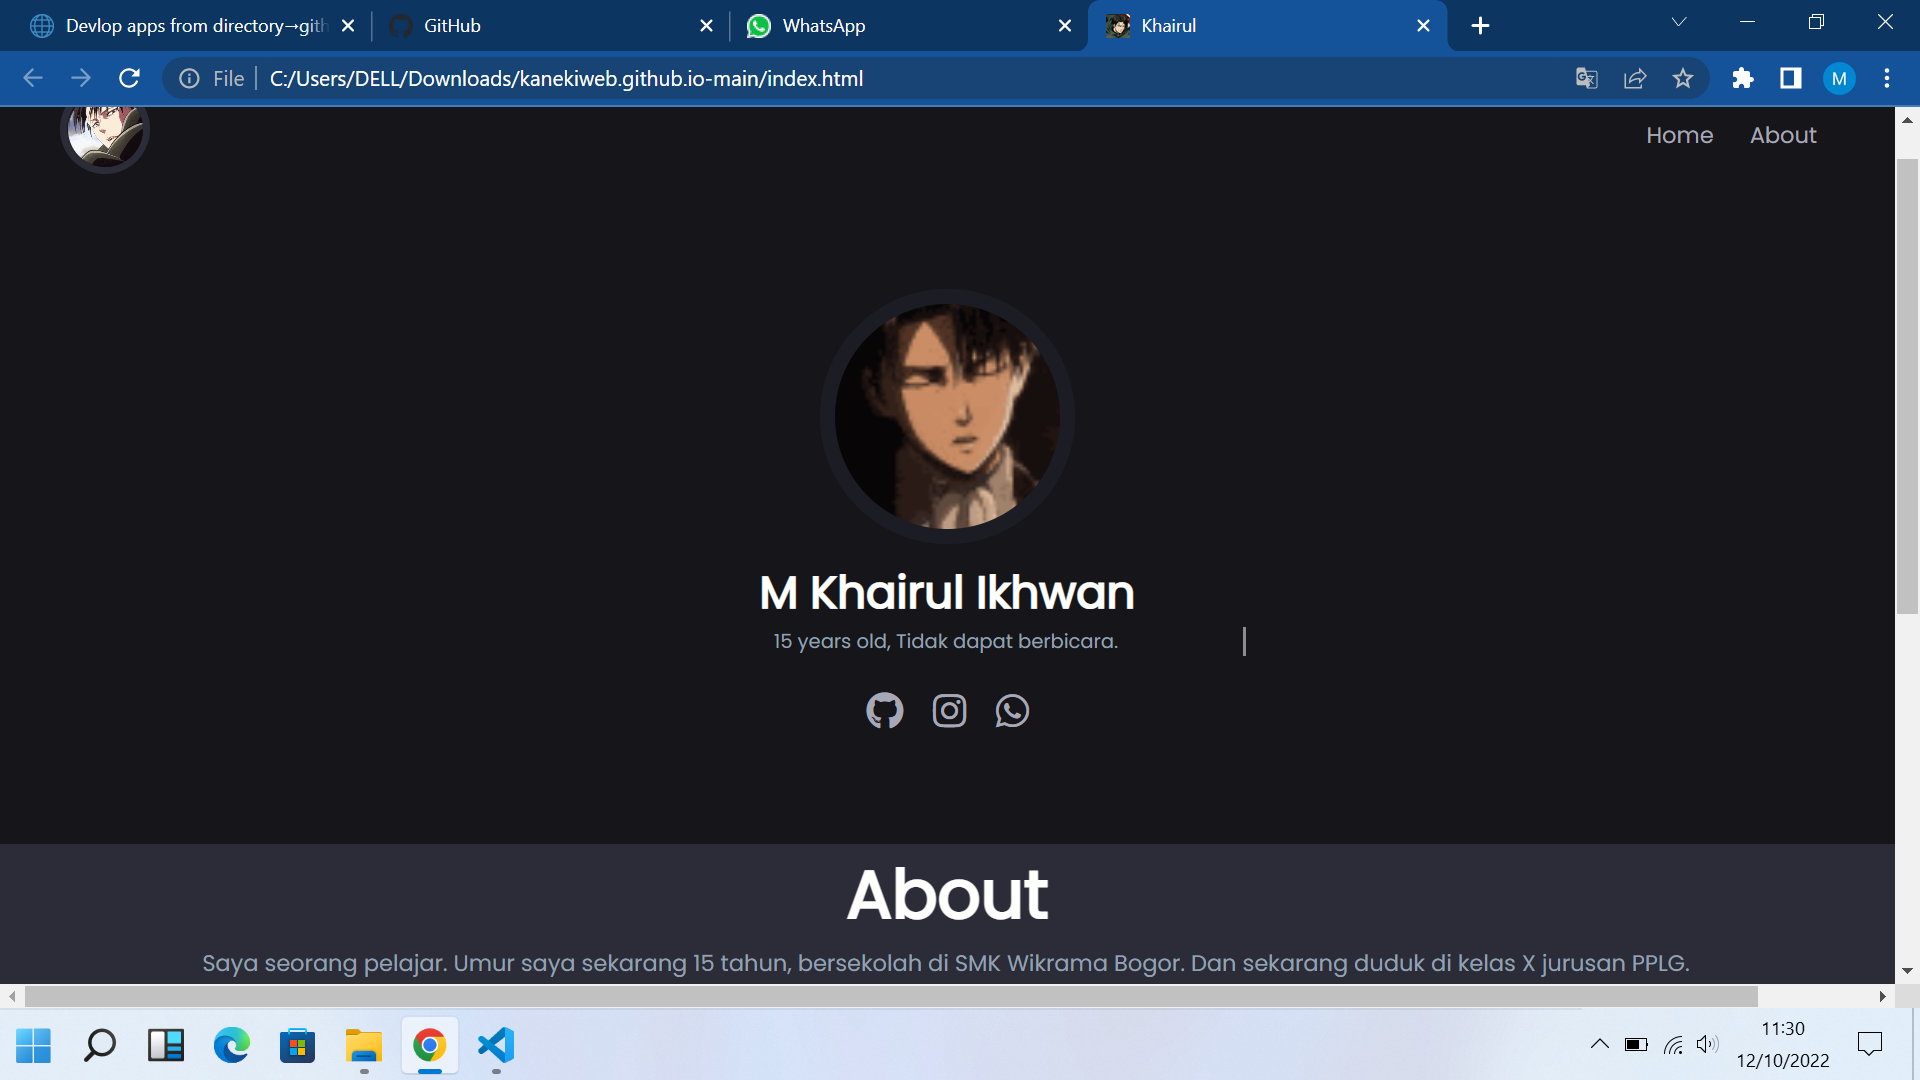 Devlop apps from directory→gith
GitHub
WhatsApp
Khairul
File
C:/Users/DELL/Downloads/kanekiweb.github.io-main/index.html
M
Home
About
M Khairul Ikhwan
15 years old, Tidak dapat berbicara.
About
Saya seorang pelajar. Umur saya sekarang 15 tahun, bersekolah di SMK Wikrama Bogor. Dan sekarang duduk di kelas X jurusan PPLG.
11:30
12/10/2022